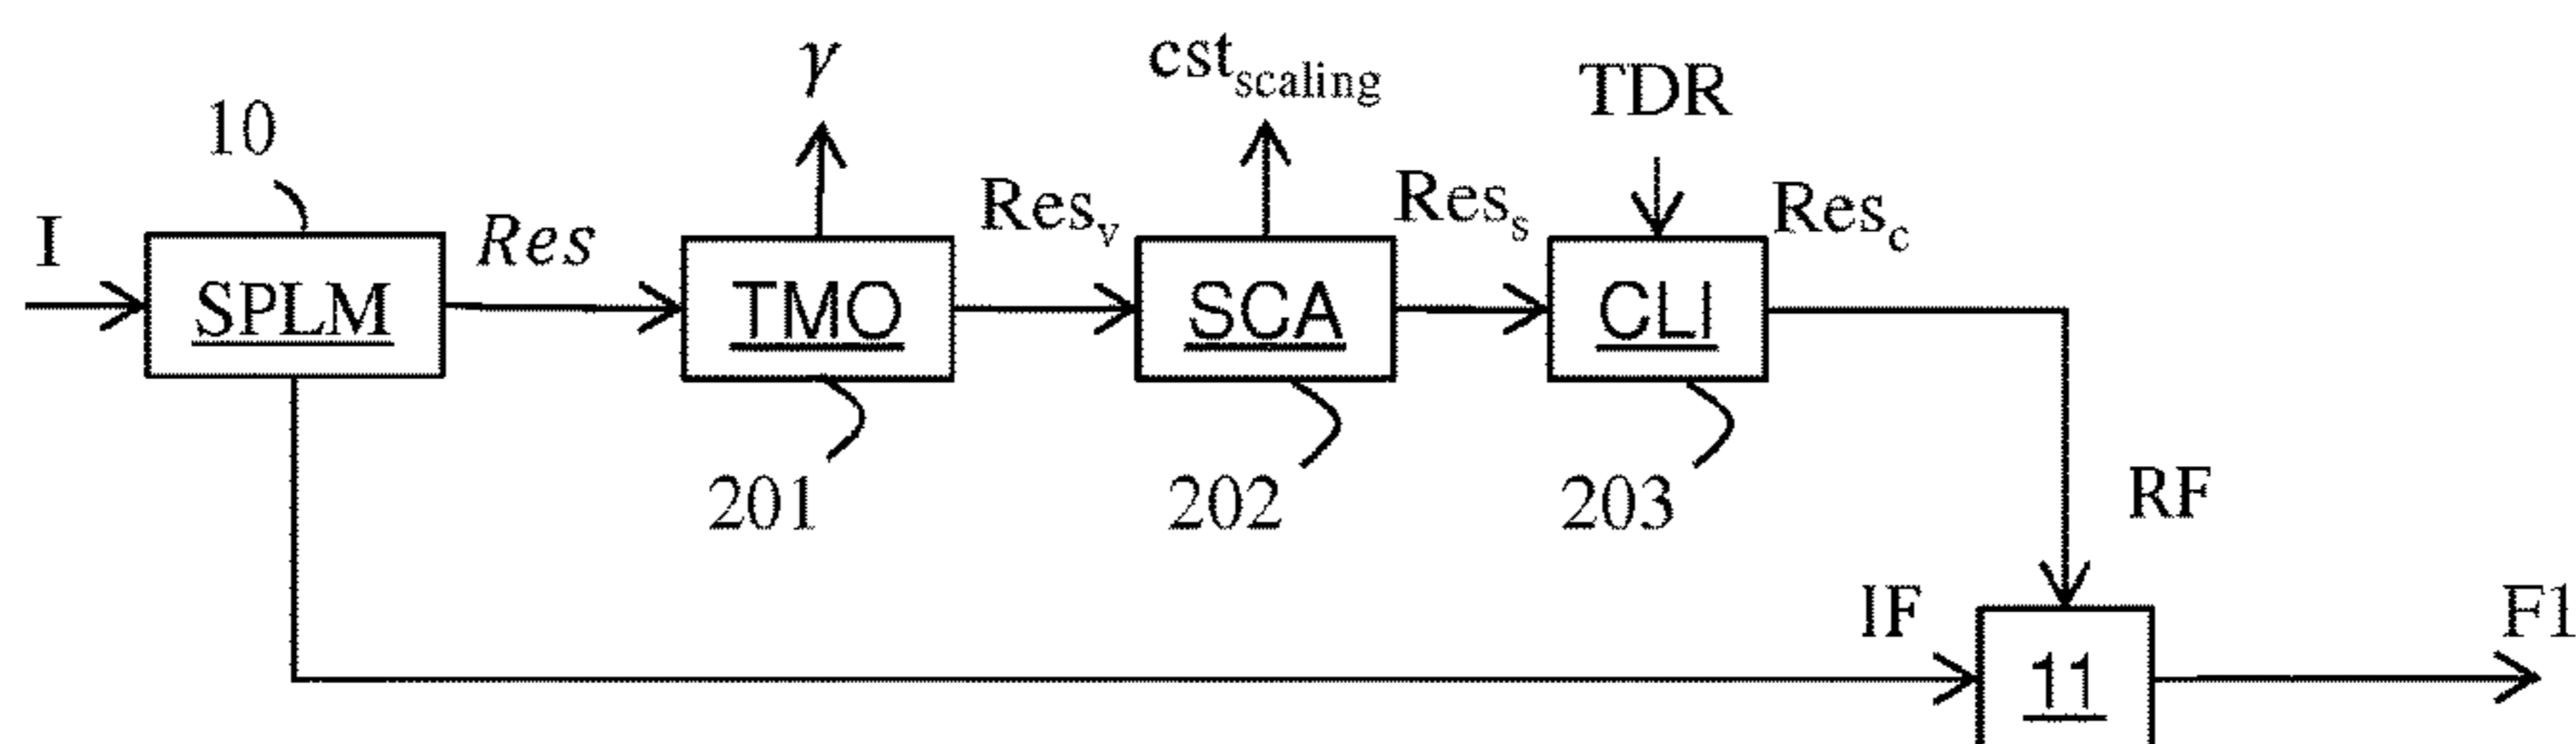 γ
cst_scaling
TDR
10
I
Res
Res_v
Res_s
Res_c
SPLM
TMO
SCA
CLI
201
202
203
RF
IF
F1
11